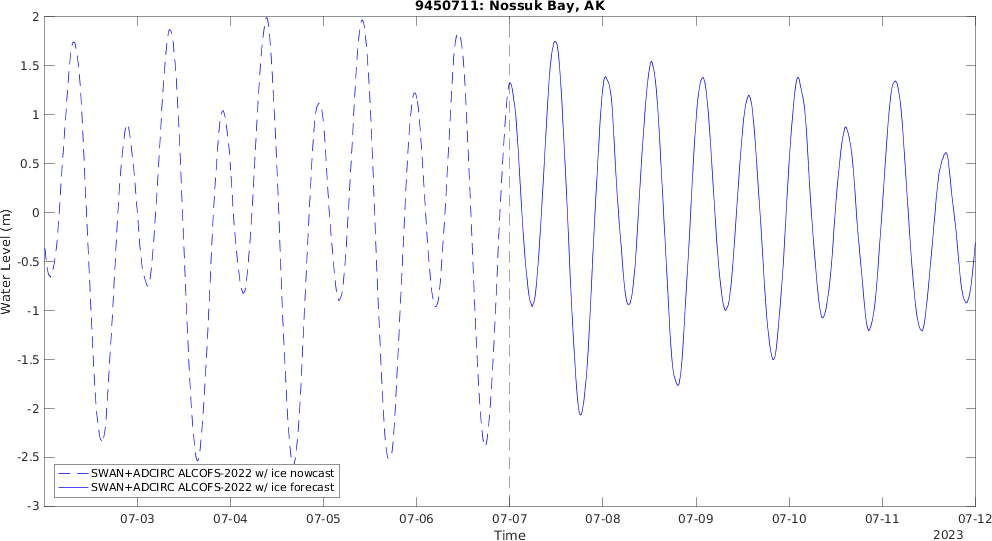 9450711: Nossuk Bay, AK
Water Level (m)
2
1.5
1
0.5
0
-0.5
-1
-1.5
-2
-2.5
-3
SWAN+ADCIRC ALCOFS-2022 w/ ice nowcast
SWAN+ADCIRC ALCOFS-2022 w/ ice forecast
07-03 07-04 07-05 07-06 07-07 07-08 07-09 07-10 07-11 07-12
Time
2023